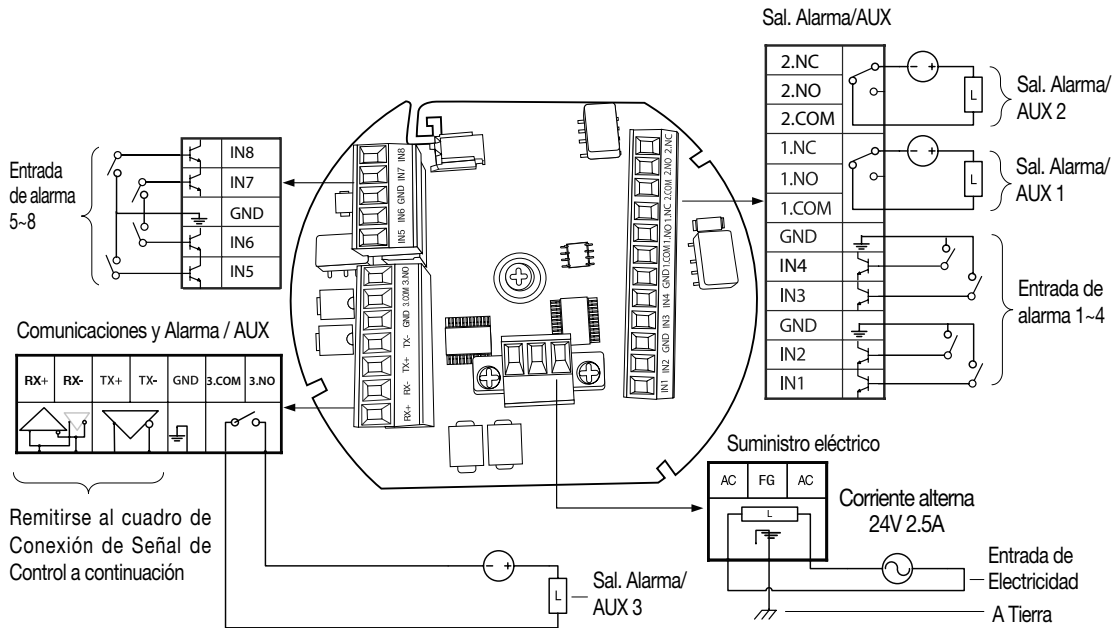 Sal. Alarma/AUX
2.NC
2.NO
2.COM
1.NC
1.NO
1.COM
GND
IN4
IN3
GND
IN2
IN1
- +
L
Sal. Alarma/
AUX 2
- +
L
Sal. Alarma/
AUX 1
Entrada de
alarma 1~4
Entrada
de alarma
5~8
IN8
IN7
GND
IN6
IN5
IN5 IN6 GND IN7 IN8
RX+ RX- TX+ TX- GND 3.COM 3.NO
IN1 IN2 GND IN3 IN4 GND 1.COM 1.NO 1.NC 2.COM 2.NO 2.NC
Comunicaciones y Alarma / AUX
RX+ RX- TX+ TX- GND 3.COM 3.NO
Remitirse al cuadro de
Conexión de Señal de
Control a continuación
- +
L
Sal. Alarma/
AUX 3
Suministro eléctrico
AC FG AC
L
Corriente alterna
24V 2.5A
Entrada de
Electricidad
A Tierra